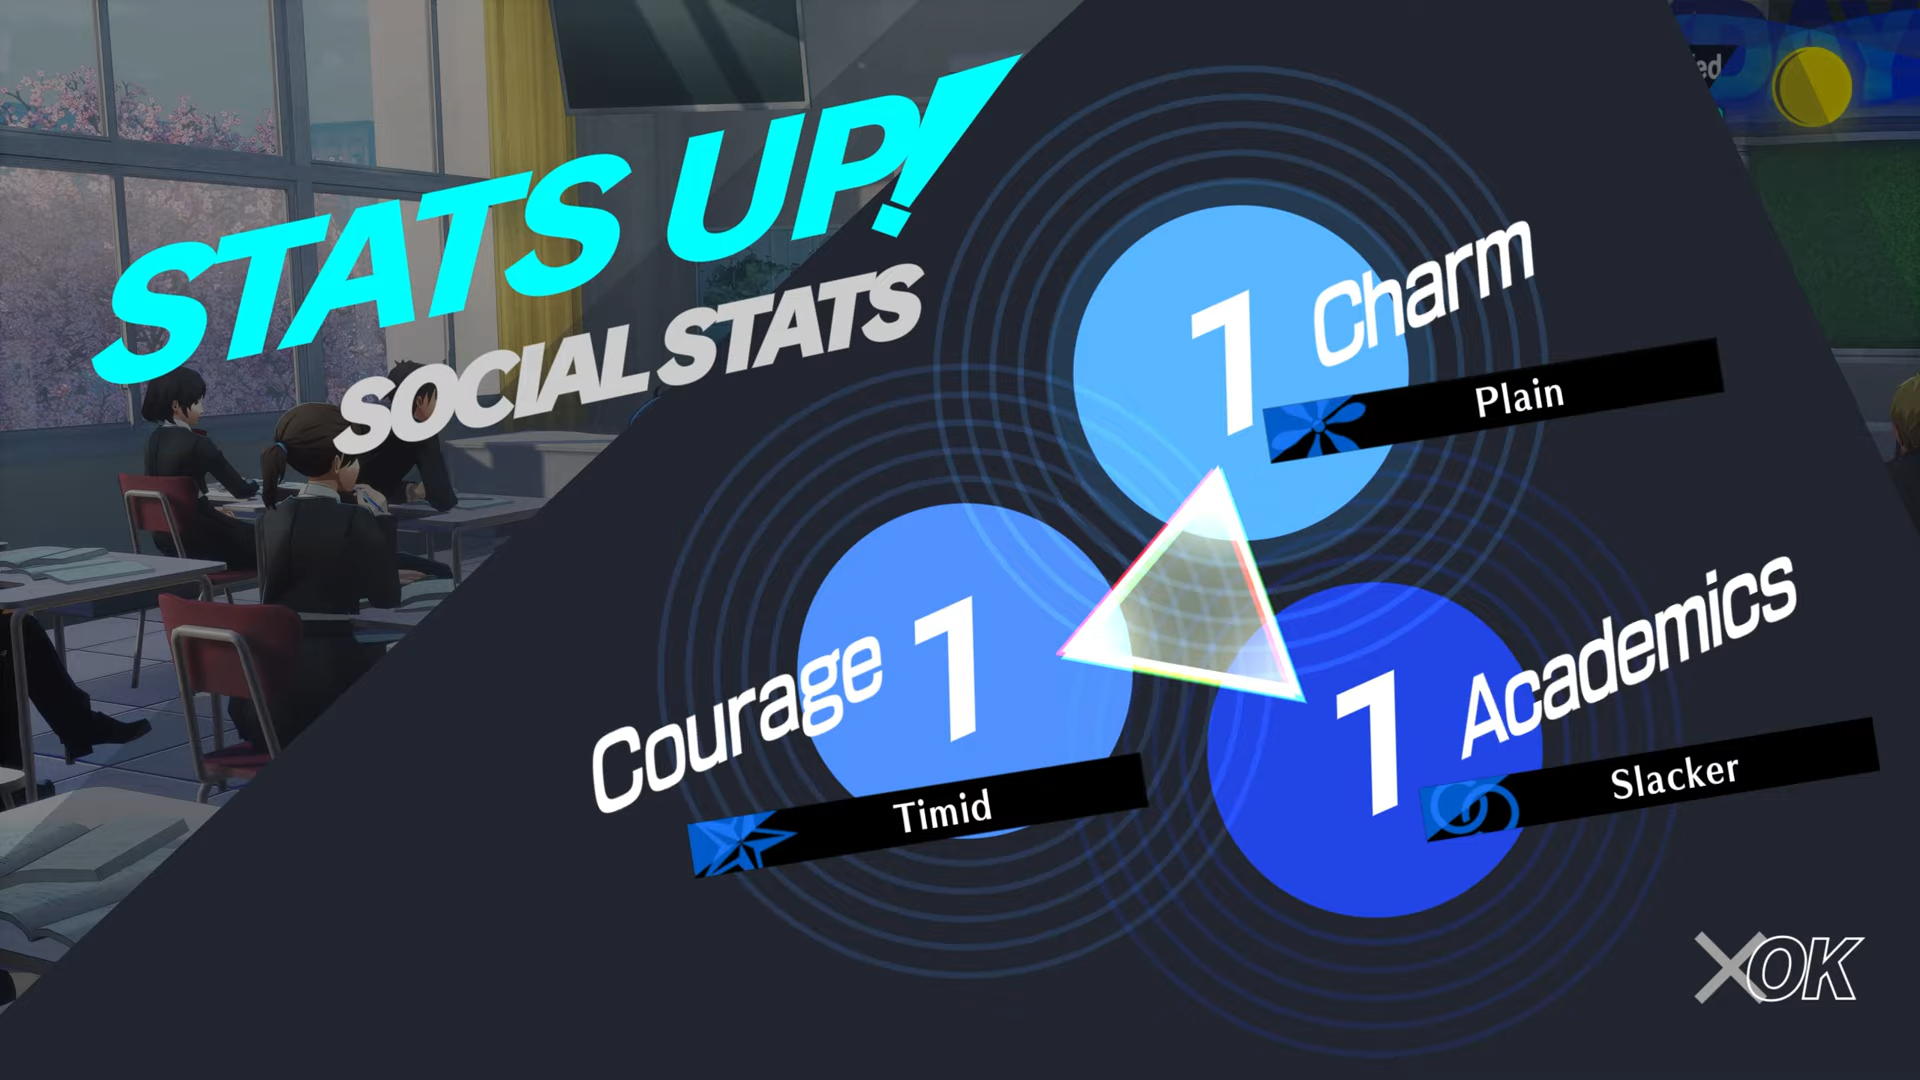 STATS UP!
SOCIAL STATS
1 Charm
Plain
Courage 1
Timid
1 Academics
Slacker
OK